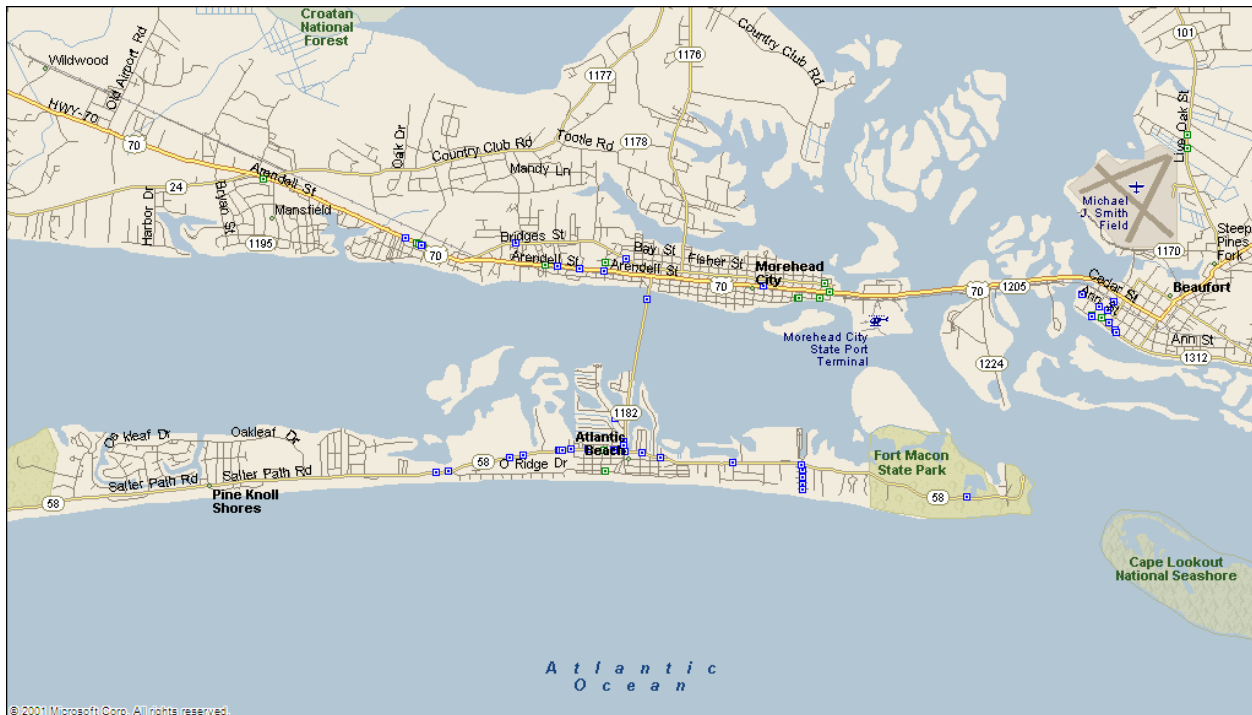 Croatan
National
Forest
Wildwood
Old Airport Rd
HWY-70
70
Country Club Rd
1176
1177
101
Live Oak St
Oak Dr
Country Club Rd
Tootle Rd
1178
Mandy Ln
24
Arendell St
Harbor Dr
Bryan St
Mansfield
1195
70
Bridges St
Bay St
Fisher St
Arendell St
Arendell St
70
Morehead
City
Michael
J. Smith
Field
1170
Steep
Pines
Fork
70
1205
Cedar St
Beaufort
Ann St
Ann St
1312
Morehead City
State Port
Terminal
1224
1182
Atlantic
Beach
Oakleaf Dr
Oakleaf Dr
Salter Path Rd
Salter Path Rd
58
O Ridge Dr
58
Pine Knoll
Shores
Fort Macon
State Park
58
Cape Lookout
National Seashore
Atlantic
Ocean
© 2001 Microsoft Corp. All rights reserved.